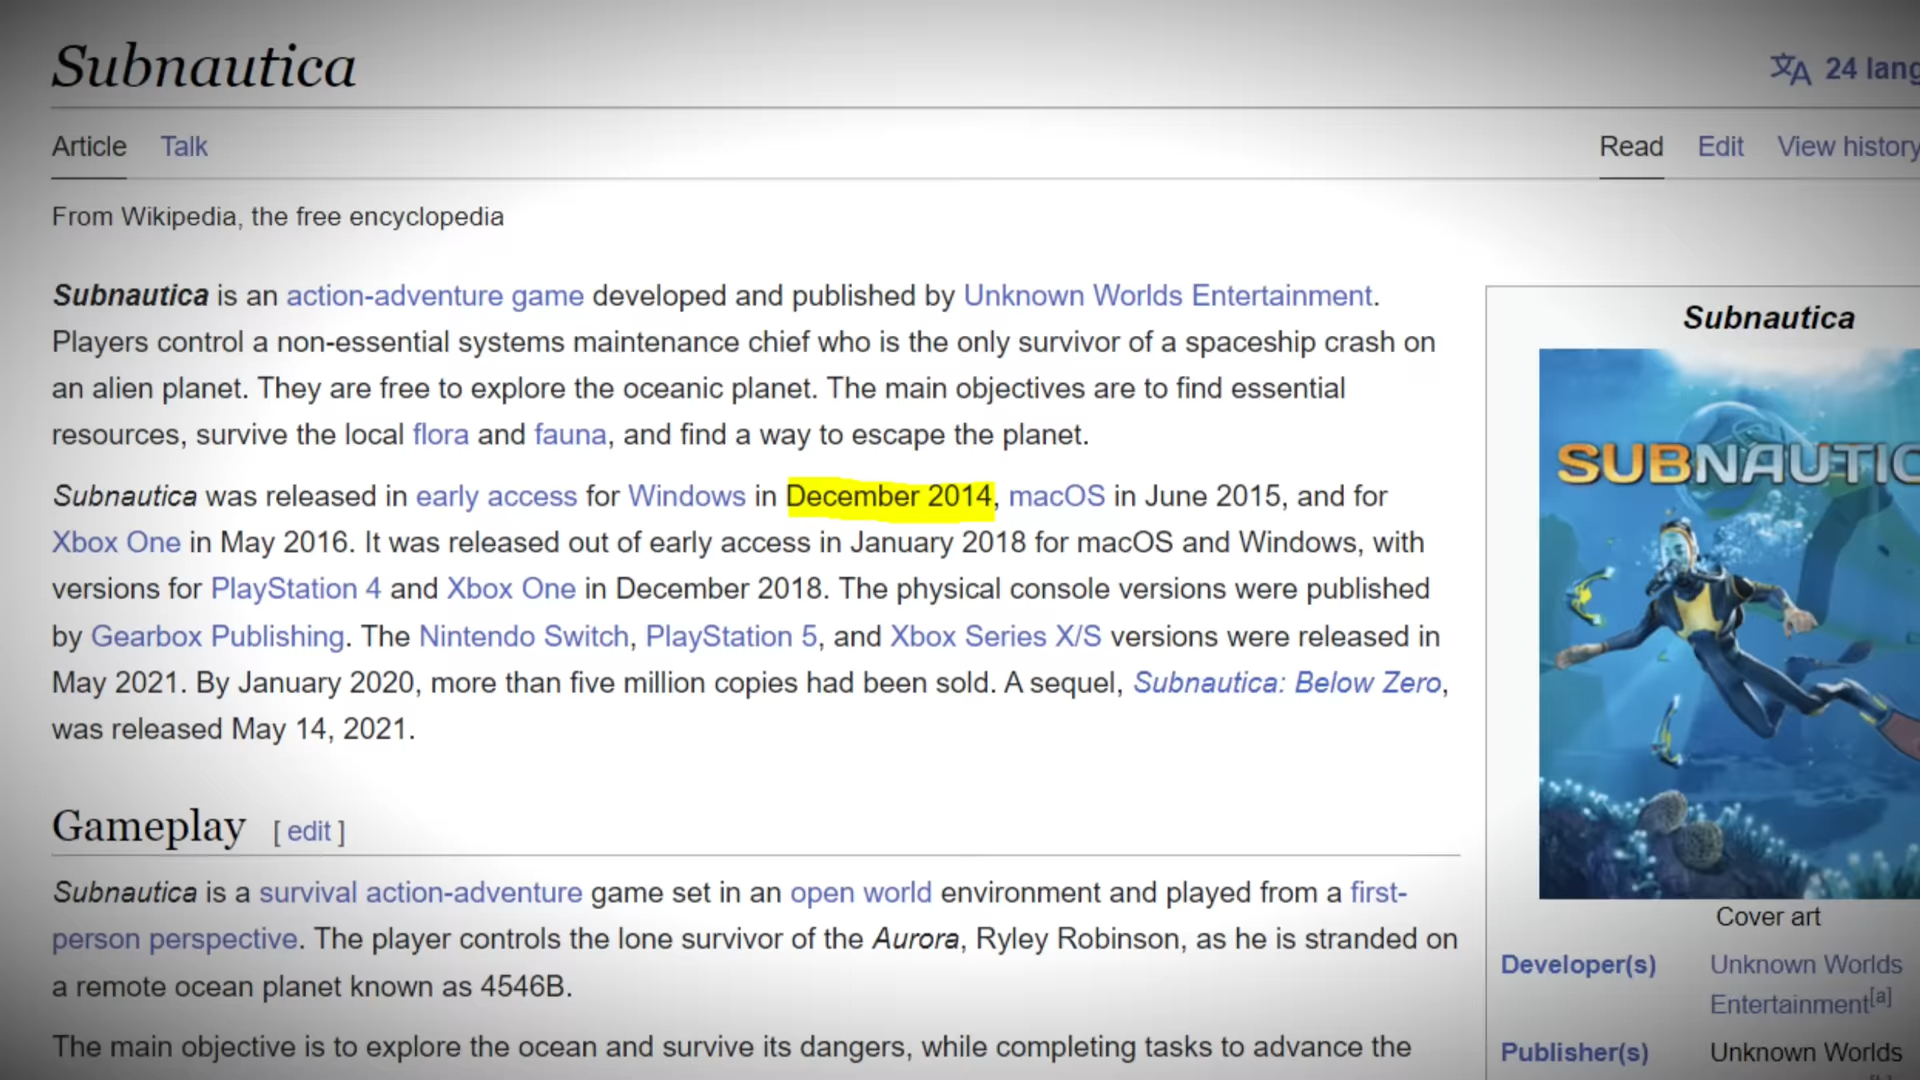 Subnautica
24 lang
Article Talk
Read Edit View history
From Wikipedia, the free encyclopedia
Subnautica is an action-adventure game developed and published by Unknown Worlds Entertainment.
Players control a non-essential systems maintenance chief who is the only survivor of a spaceship crash on
an alien planet. They are free to explore the oceanic planet. The main objectives are to find essential
resources, survive the local flora and fauna, and find a way to escape the planet.
Subnautica was released in early access for Windows in December 2014, macOS in June 2015, and for
Xbox One in May 2016. It was released out of early access in January 2018 for macOS and Windows, with
versions for PlayStation 4 and Xbox One in December 2018. The physical console versions were published
by Gearbox Publishing. The Nintendo Switch, PlayStation 5, and Xbox Series X/S versions were released in
May 2021. By January 2020, more than five million copies had been sold. A sequel, Subnautica: Below Zero,
was released May 14, 2021.
Gameplay [ edit ]
Subnautica is a survival action-adventure game set in an open world environment and played from a first-
person perspective. The player controls the lone survivor of the Aurora, Ryley Robinson, as he is stranded on
a remote ocean planet known as 4546B.
The main objective is to explore the ocean and survive its dangers, while completing tasks to advance the
Subnautica
SUBNAUTIC
Cover art
Developer(s) Unknown Worlds
Entertainment[a]
Publisher(s) Unknown Worlds